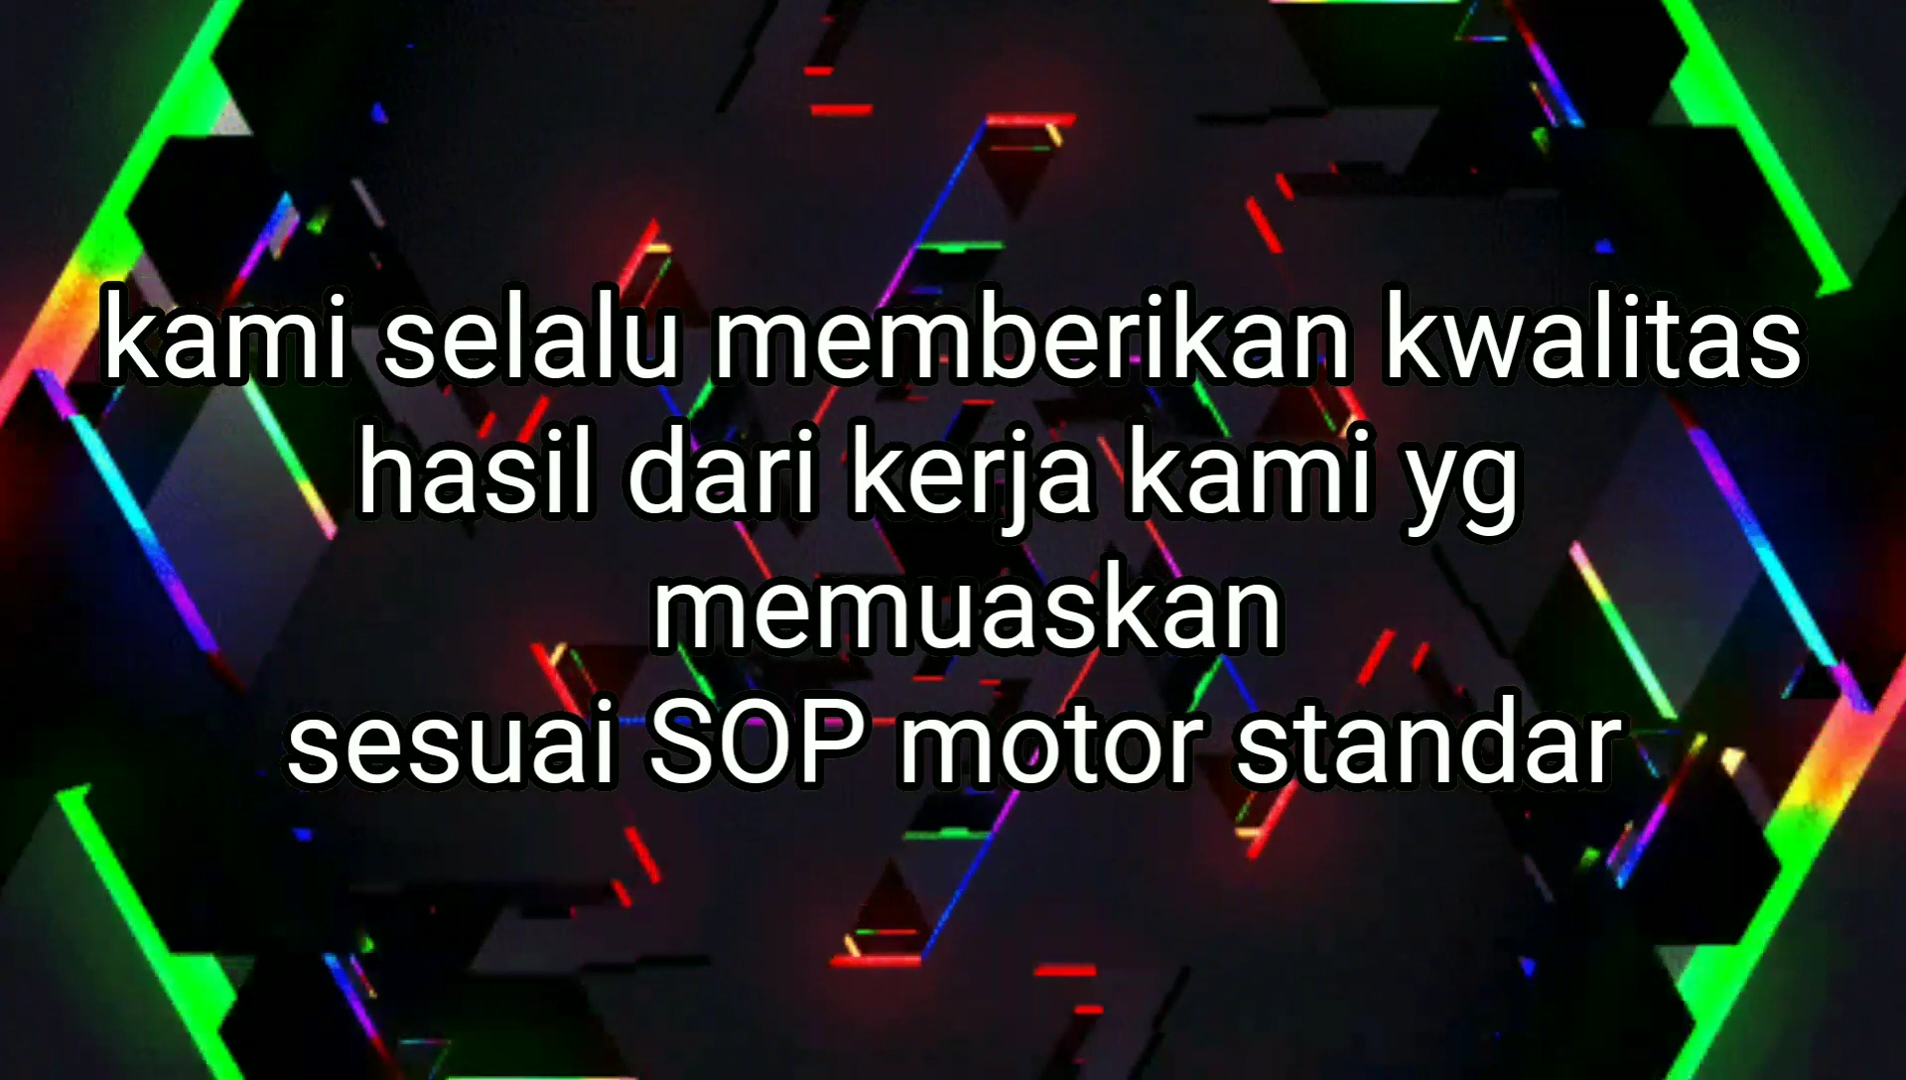 kami selalu memberikan kwalitas
hasil dari kerja kami yg
memuaskan
sesuai SOP motor standar